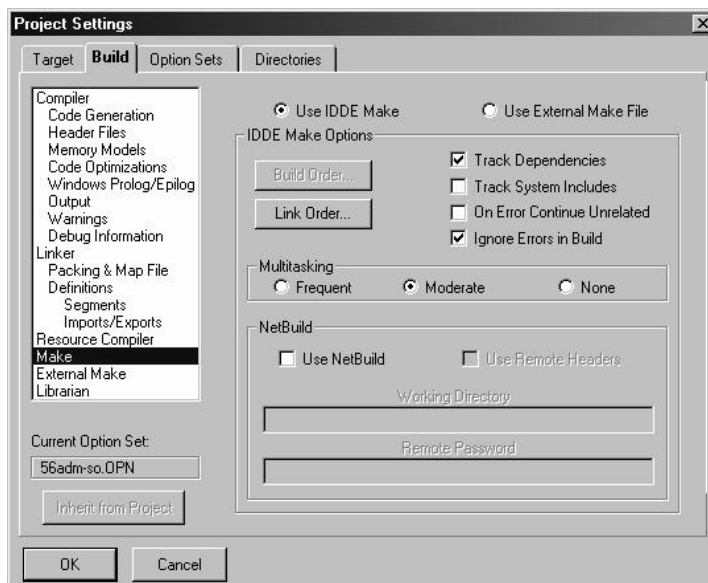 Project Settings
Target Build Option Sets Directories
Compiler
Code Generation
Header Files
Memory Models
Code Optimizations
Windows Prolog/Epilog
Output
Warnings
Debug Information
Linker
Packing & Map File
Definitions
Segments
Imports/Exports
Resource Compiler
Make
External Make
Librarian
Current Option Set:
56adm-so.OPN
Inherit from Project
Use IDDE Make Use External Make File
IDDE Make Options
Build Order...
Link Order...
Track Dependencies
Track System Includes
On Error Continue Unrelated
Ignore Errors in Build
Multitasking
Frequent Moderate None
NetBuild
Use NetBuild Use Remote Headers
Working Directory
Remote Password
OK Cancel